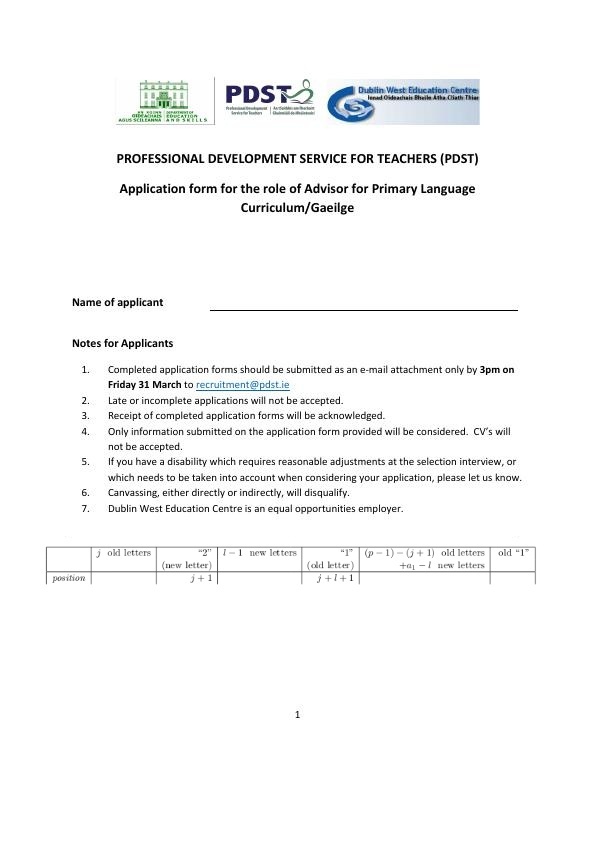 AN ROINN OIDEACHAIS AGUS SCILEANNA
DEPARTMENT OF EDUCATION AND SKILLS
PDST
Professional Development Service for Teachers
An tSeirbhís um Fhorbairt Ghairmiúil do Mhúinteoirí
Dublin West Education Centre
Ionad Oideachais Bhaile Átha Cliath Thiar
PROFESSIONAL DEVELOPMENT SERVICE FOR TEACHERS (PDST)
Application form for the role of Advisor for Primary Language
Curriculum/Gaeilge
Name of applicant
Notes for Applicants
1. Completed application forms should be submitted as an e-mail attachment only by 3pm on
Friday 31 March to recruitment@pdst.ie
2. Late or incomplete applications will not be accepted.
3. Receipt of completed application forms will be acknowledged.
4. Only information submitted on the application form provided will be considered.  CV's will
not be accepted.
5. If you have a disability which requires reasonable adjustments at the selection interview, or
which needs to be taken into account when considering your application, please let us know.
6. Canvassing, either directly or indirectly, will disqualify.
7. Dublin West Education Centre is an equal opportunities employer.
j old letters "2" l − 1 new letters "1" (p − 1) − (j + 1) old letters old "1"
(new letter) (old letter) +a₁ − l new letters
position j + 1 j + l + 1
1